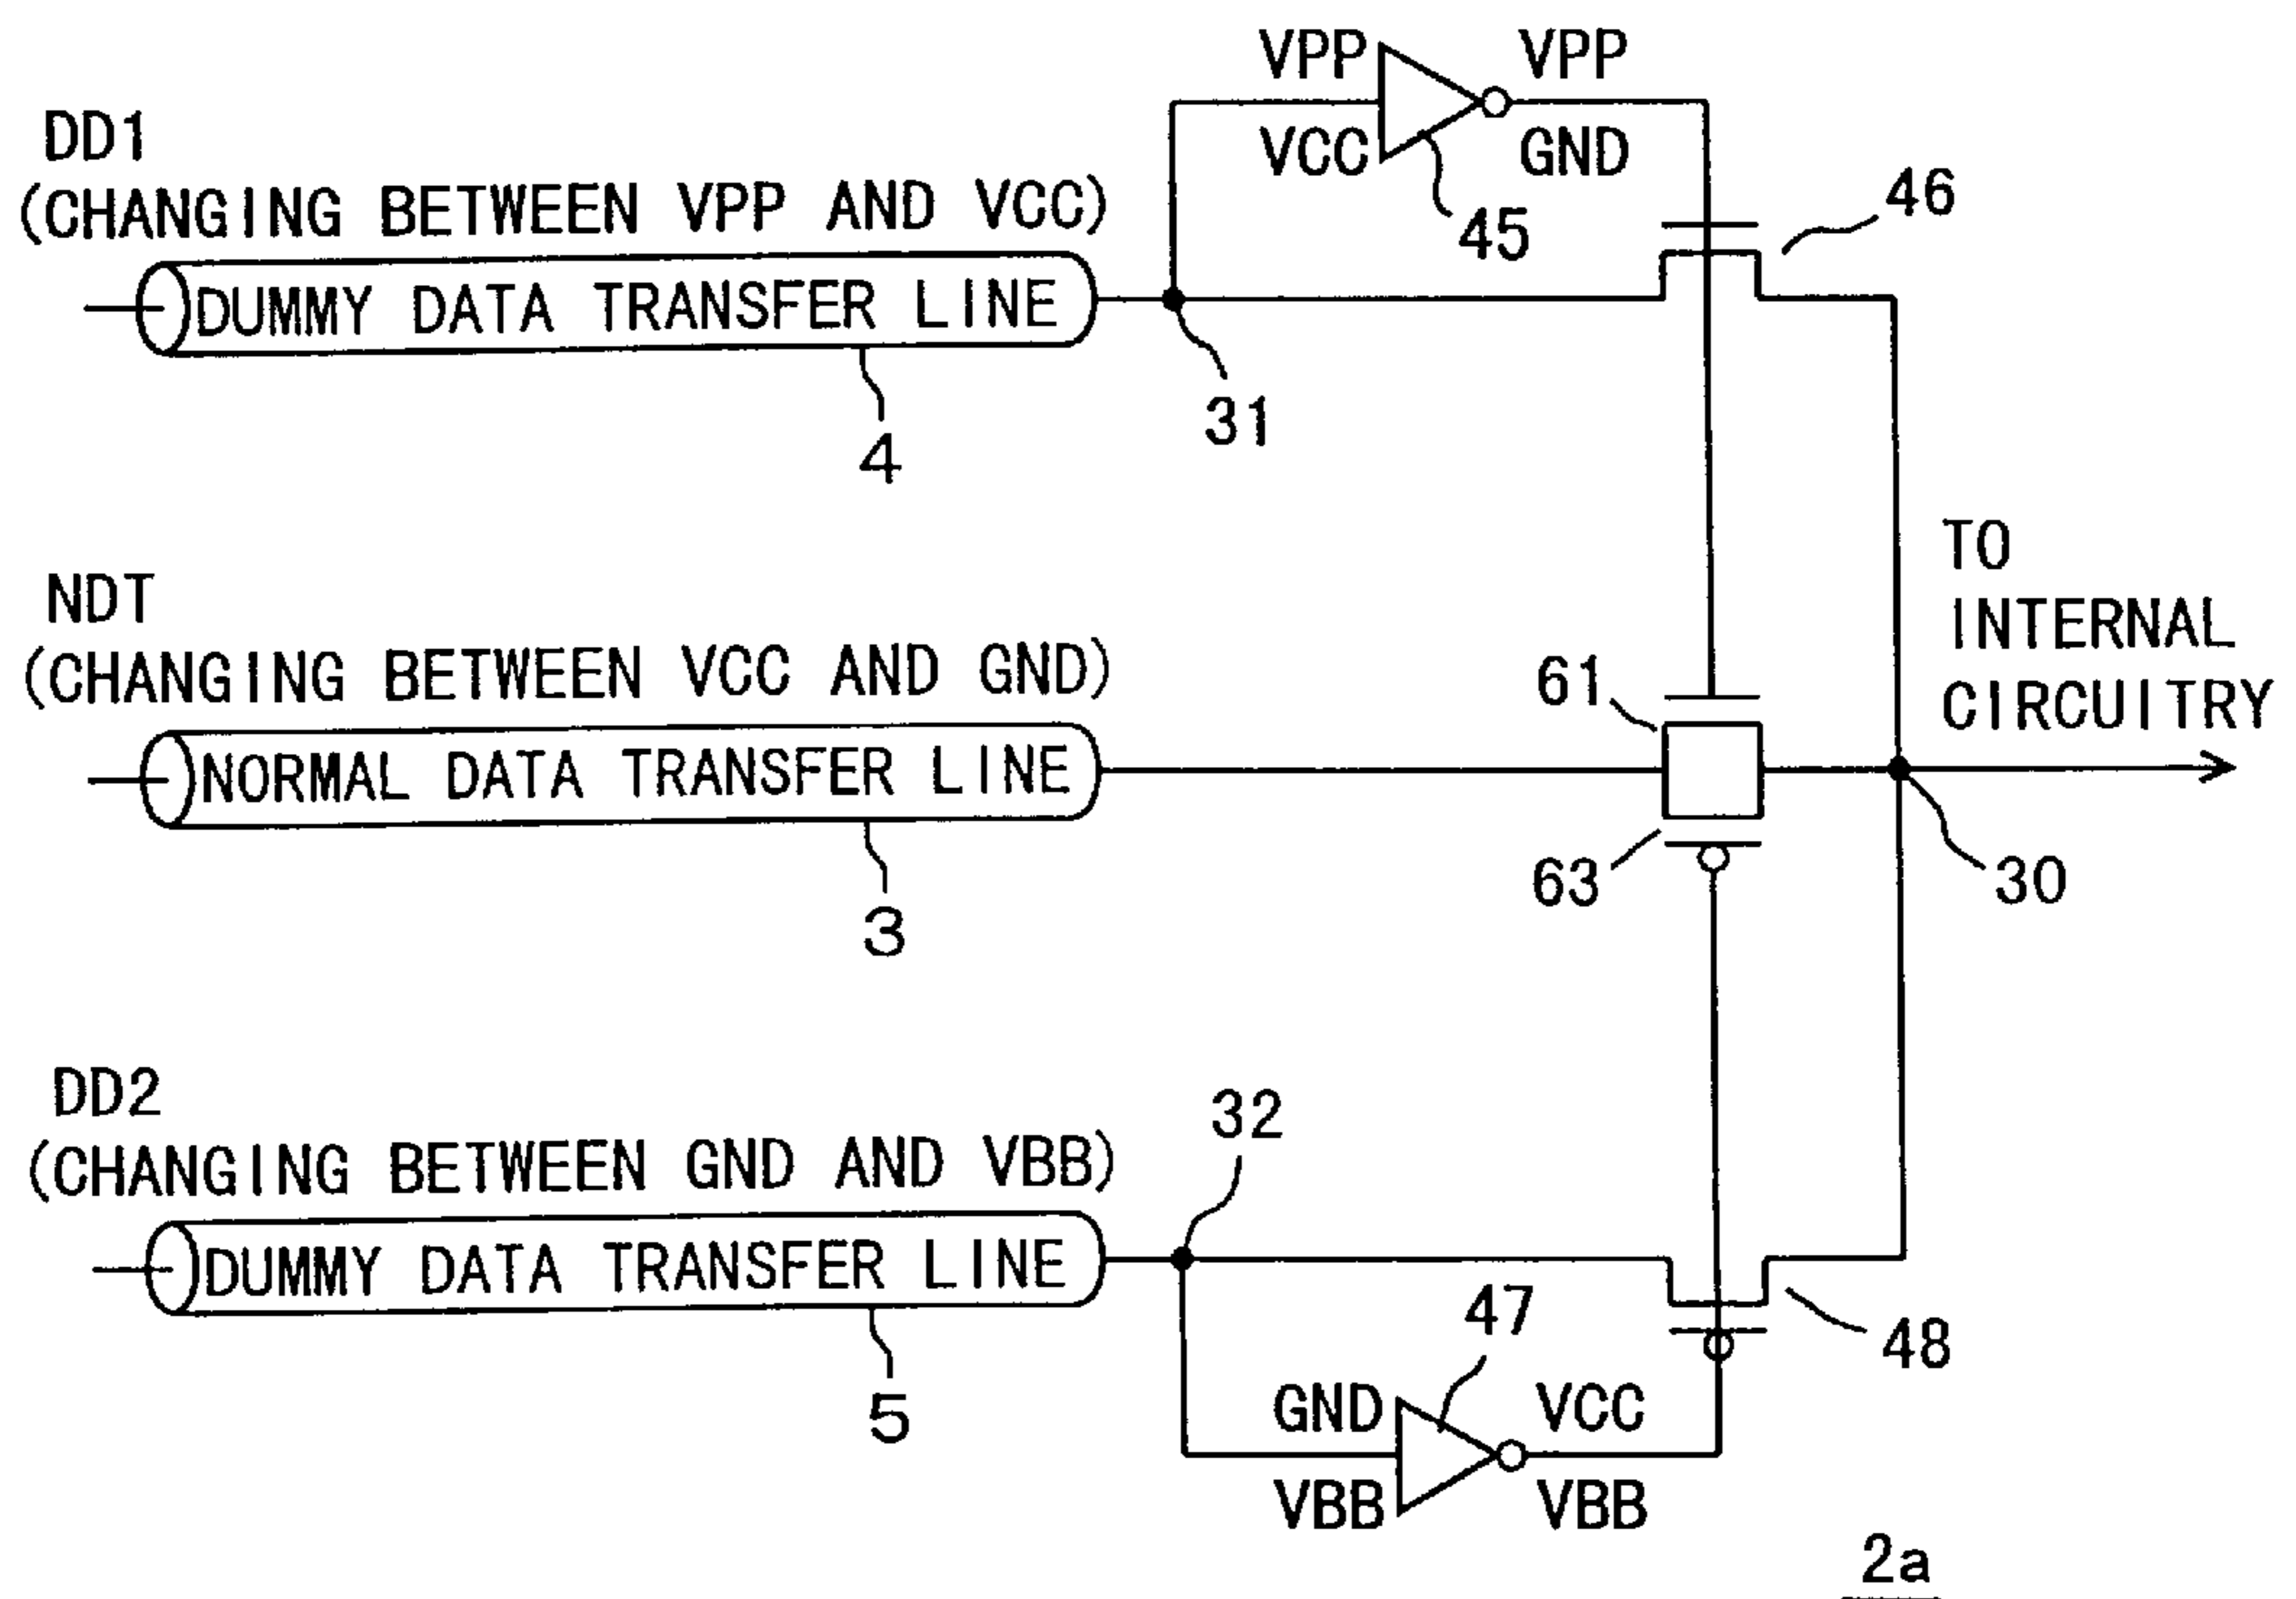 VPP
VPP
DD1
VCC
GND
46
(CHANGING BETWEEN VPP AND VCC)
45
DUMMY DATA TRANSFER LINE
31
4
TO
NDT
INTERNAL
(CHANGING BETWEEN VCC AND GND)
61
CIRCUITRY
NORMAL DATA TRANSFER LINE
63
30
3
DD2
32
(CHANGING BETWEEN GND AND VBB)
DUMMY DATA TRANSFER LINE
47
48
5
GND
VCC
VBB
VBB
2a